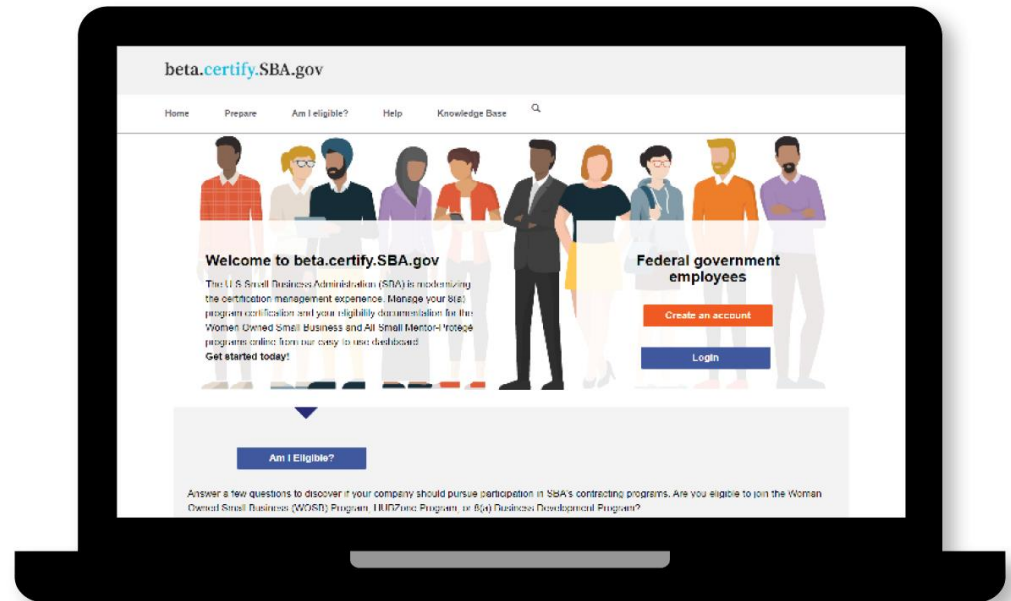 beta.certify.SBA.gov
Home Prepare Am I eligible? Help Knowledge Base
Welcome to beta.certify.SBA.gov
The U.S Small Business Administration (SBA) is modernizing
the certification management experience. Manage your 8(a)
program certification and your eligibility documentation for the
Women Owned Small Business and All Small Mentor-Protégé
programs online from our easy to use dashboard
Get started today!
Federal government
employees
Create an account
Login
Am I Eligible?
Answer a few questions to discover if your company should pursue participation in SBA's contracting programs. Are you eligible to join the Woman
Owned Small Business (WOSB) Program, HUBZone Program, or 8(a) Business Development Program?